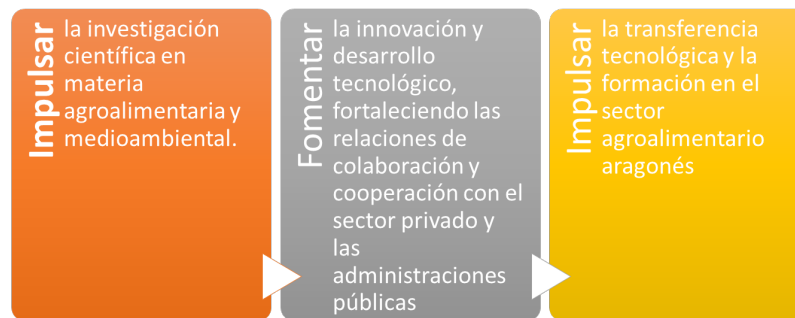 Impulsar
la investigación
científica en
materia
agroalimentaria y
medioambiental.
Fomentar
la innovación y
desarrollo
tecnológico,
fortaleciendo las
relaciones de
colaboración y
cooperación con el
sector privado y
las
administraciones
públicas
Impulsar
la transferencia
tecnológica y la
formación en el
sector
agroalimentario
aragonés